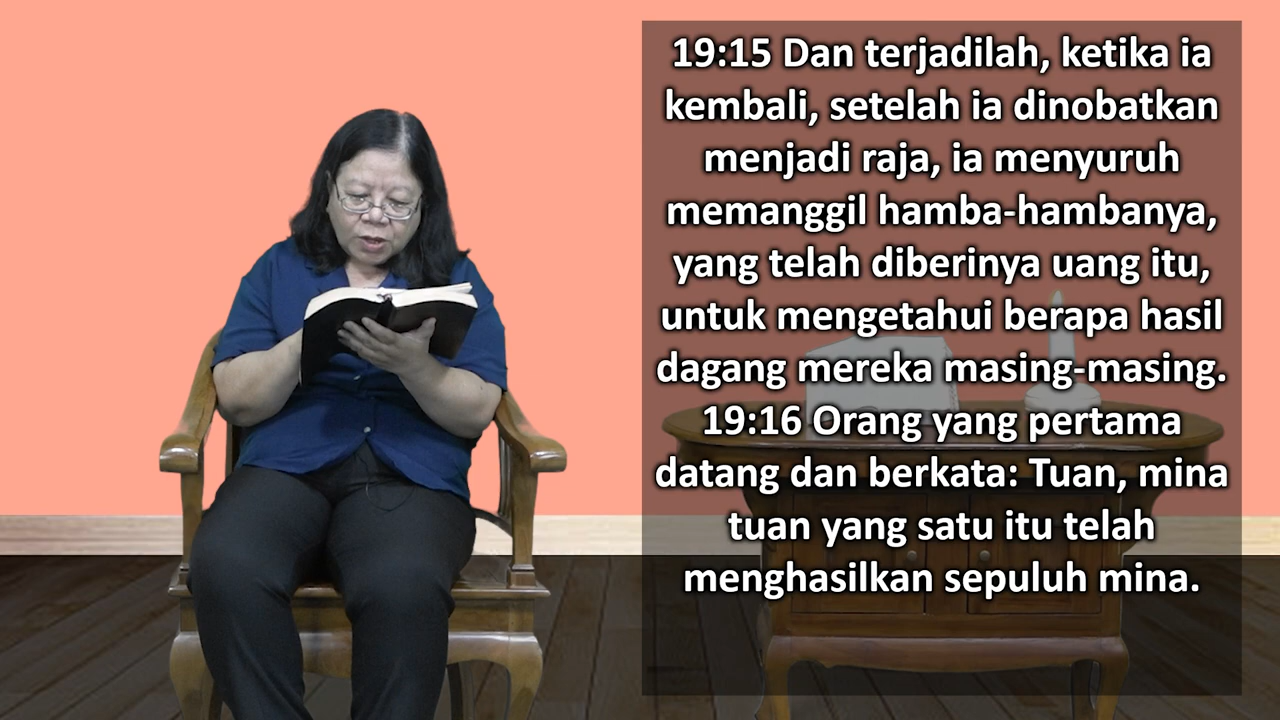 19:15 Dan terjadilah, ketika ia
kembali, setelah ia dinobatkan
menjadi raja, ia menyuruh
memanggil hamba-hambanya,
yang telah diberinya uang itu,
untuk mengetahui berapa hasil
dagang mereka masing-masing.
19:16 Orang yang pertama
datang dan berkata: Tuan, mina
tuan yang satu itu telah
menghasilkan sepuluh mina.